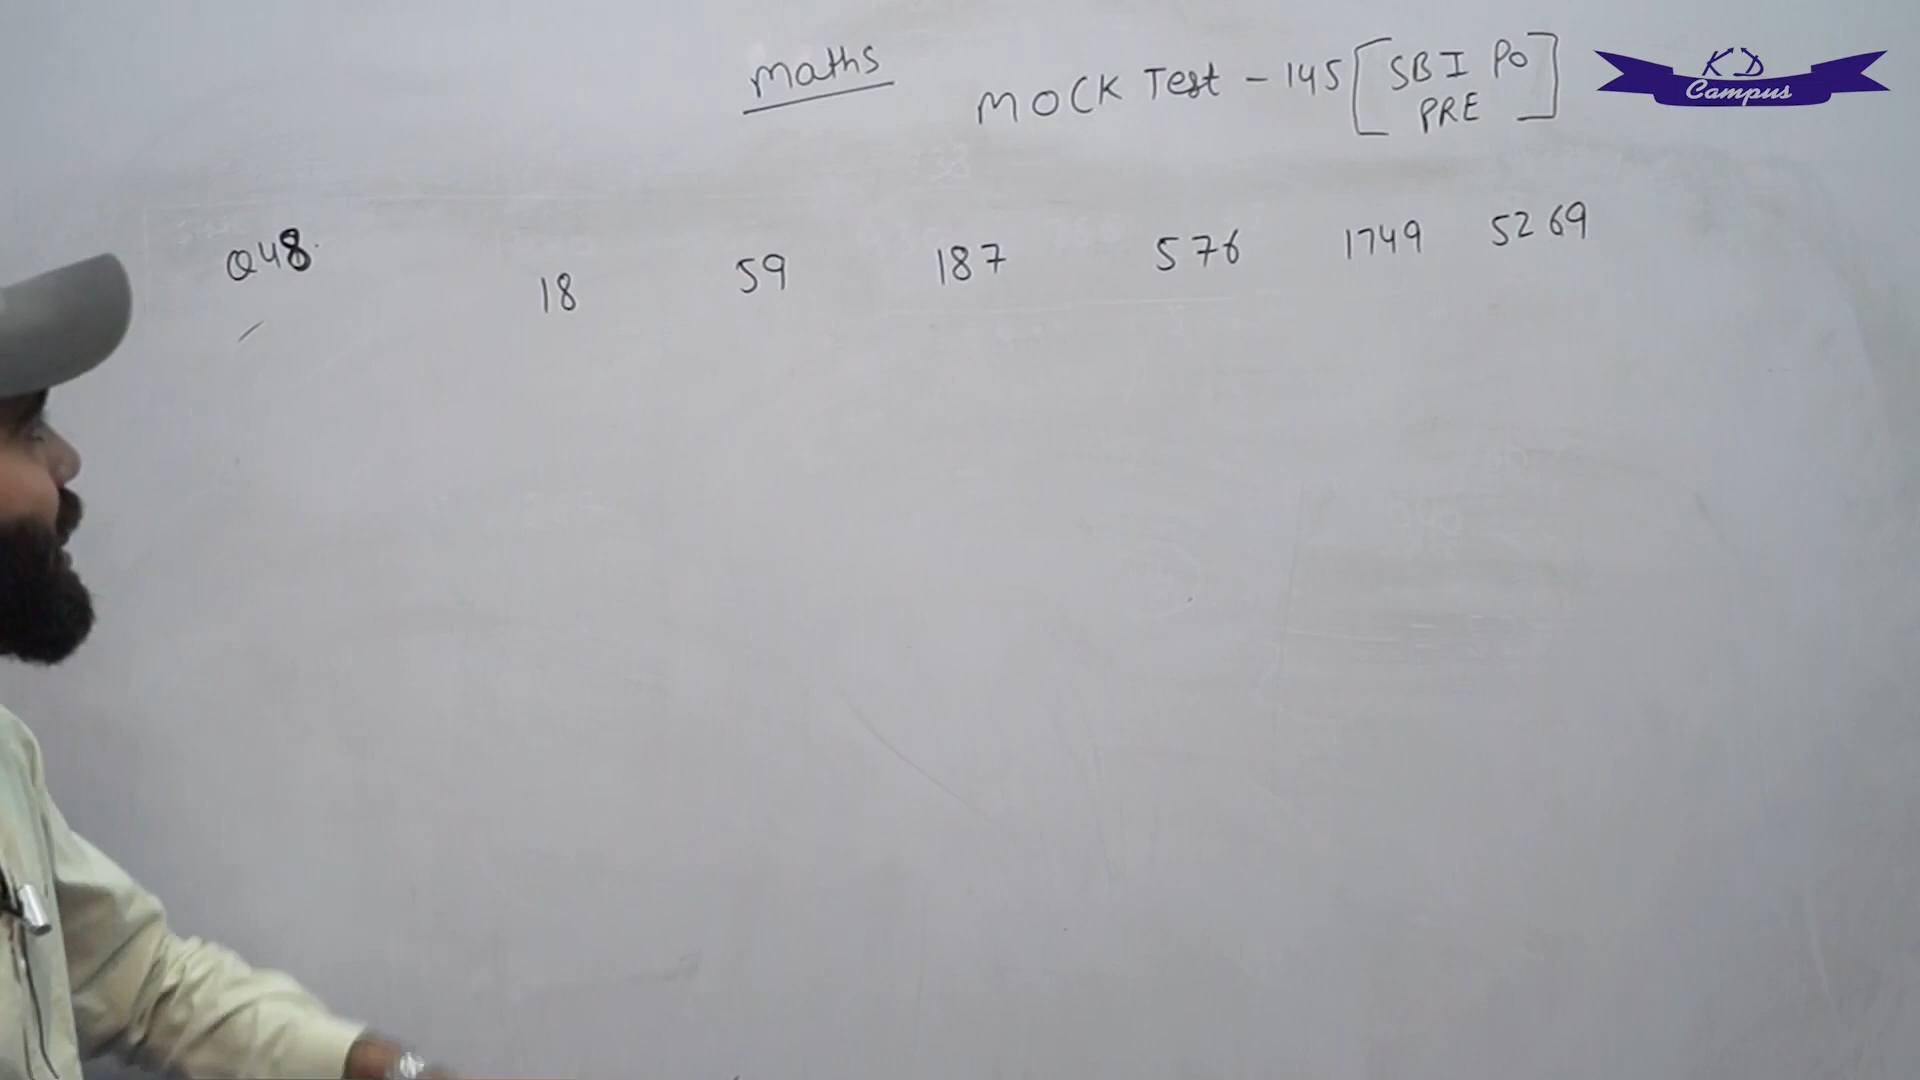 maths
MOCK Test - 145 [SBI PO PRE]
KD Campus
Q48. 18 59 187 576 1749 5269